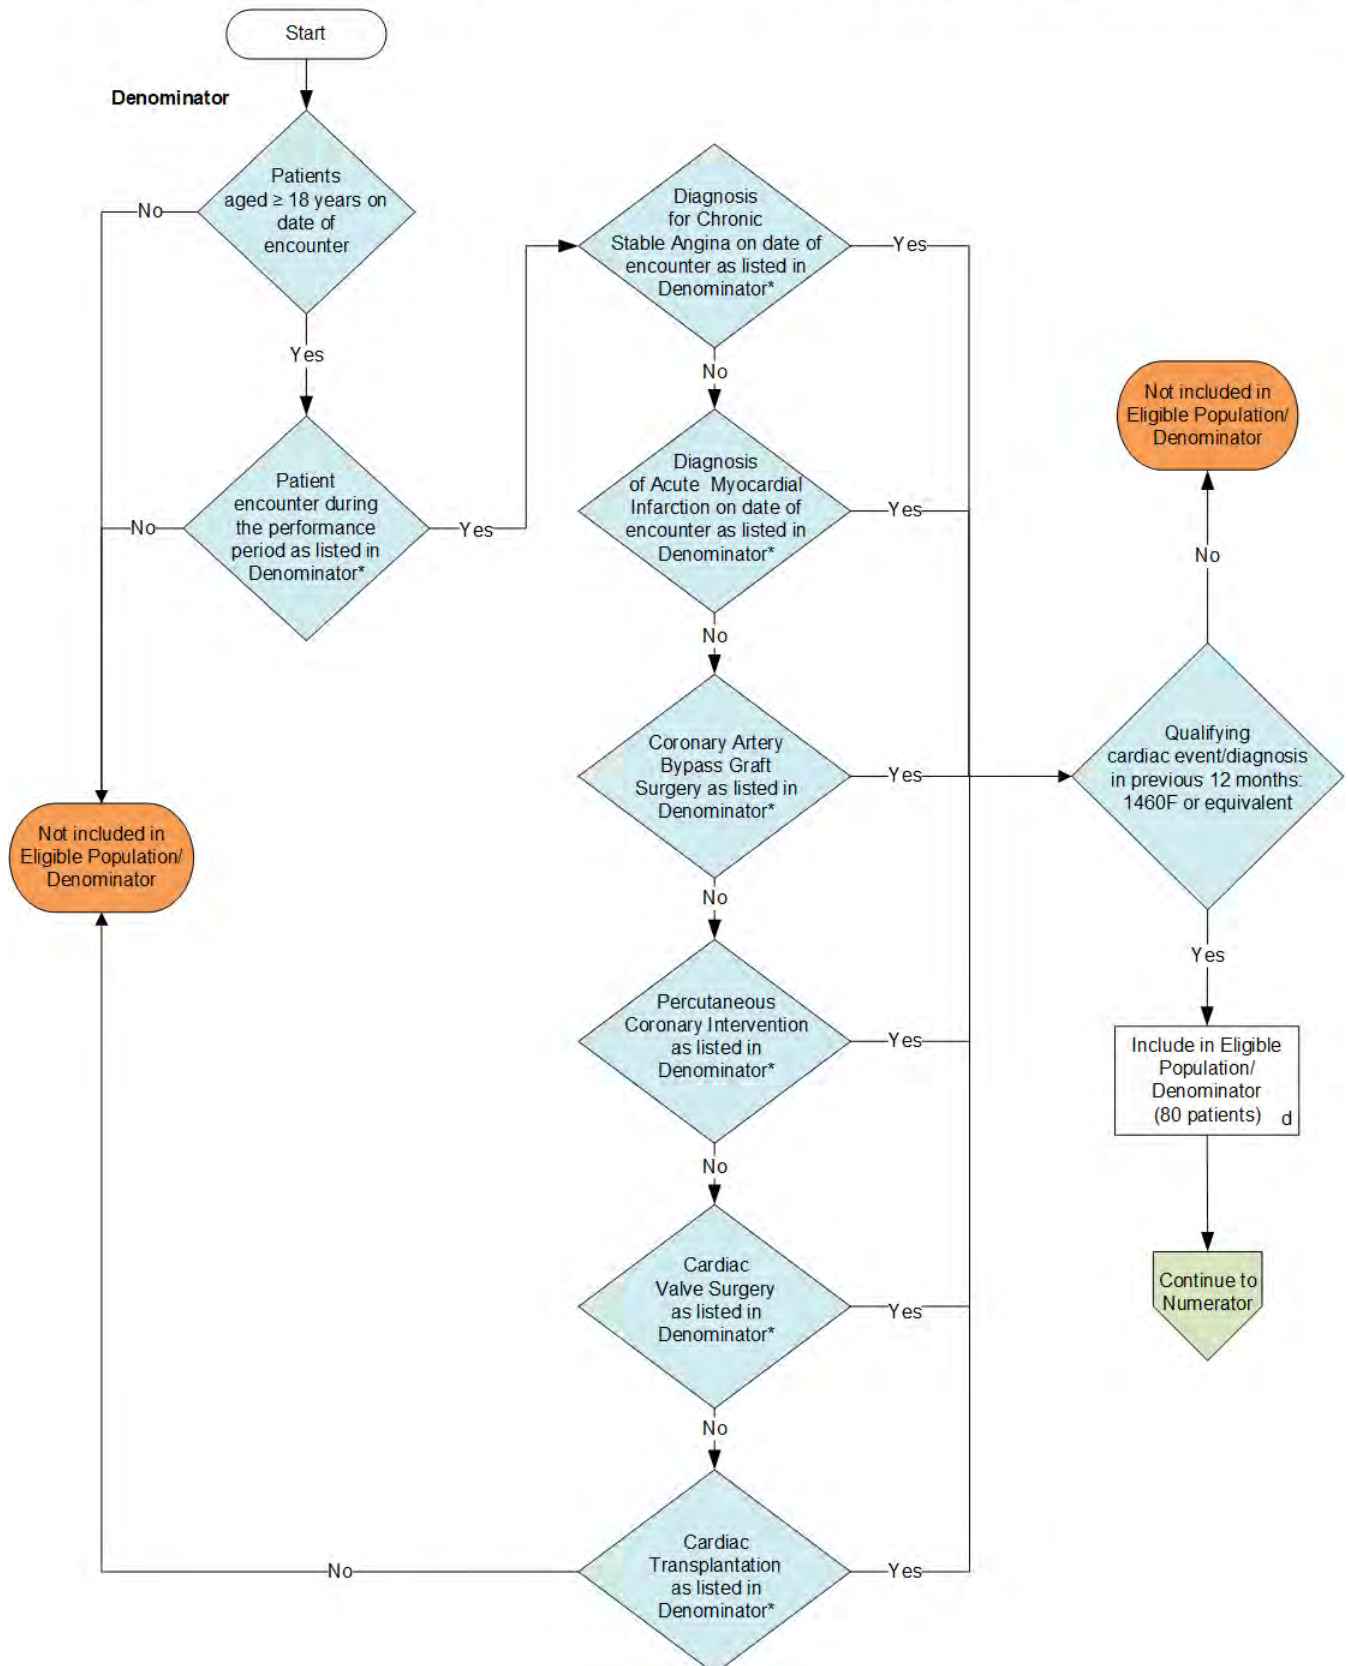 Start
Denominator
Patients
aged ≥ 18 years on
date of
encounter
No
Yes
Patient
encounter during
the performance
period as listed in
Denominator*
No
Yes
Not included in
Eligible Population/
Denominator
Diagnosis
for Chronic
Stable Angina on date of
encounter as listed in
Denominator*
Yes
No
Diagnosis
of Acute Myocardial
Infarction on date of
encounter as listed in
Denominator*
Yes
No
Coronary Artery
Bypass Graft
Surgery as listed in
Denominator*
Yes
No
Percutaneous
Coronary Intervention
as listed in
Denominator*
Yes
No
Cardiac
Valve Surgery
as listed in
Denominator*
Yes
No
Cardiac
Transplantation
as listed in
Denominator*
No
Yes
Not included in
Eligible Population/
Denominator
No
Qualifying
cardiac event/diagnosis
in previous 12 months:
1460F or equivalent
Yes
Include in Eligible
Population/
Denominator
(80 patients) d
Continue to
Numerator